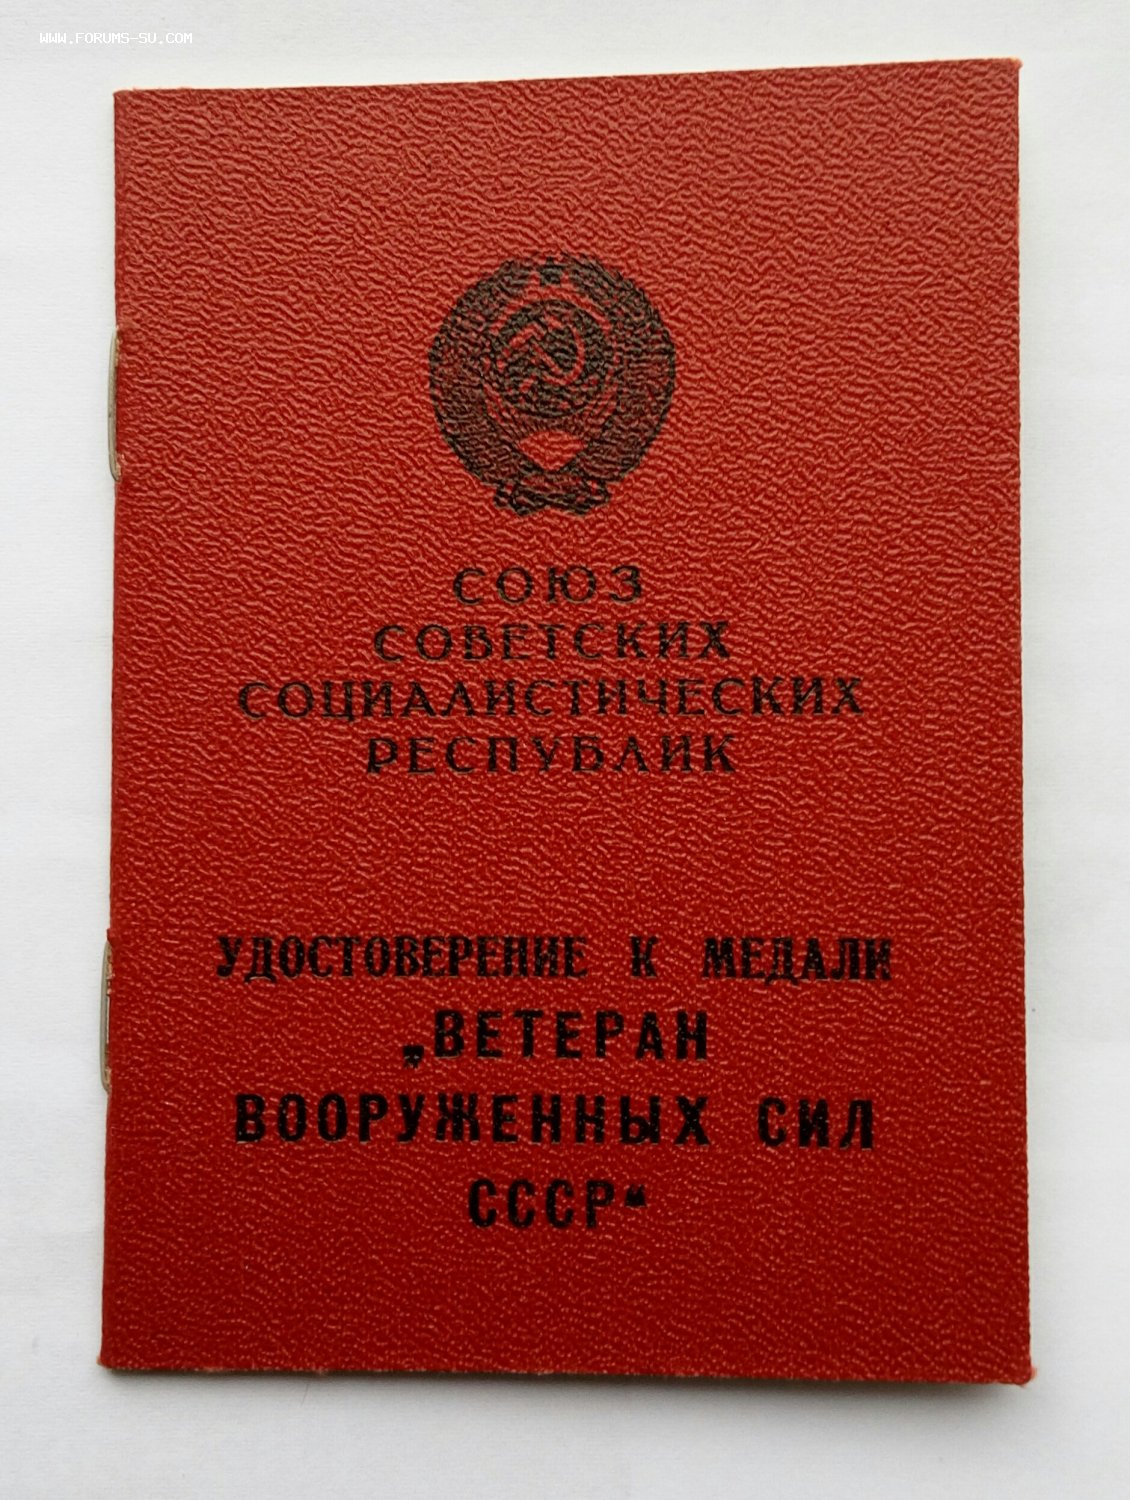 WWW.FORUMS-SU.COM
СОЮЗ
СОВЕТСКИХ
СОЦИАЛИСТИЧЕСКИХ
РЕСПУБЛИК
УДОСТОВЕРЕНИЕ К МЕДАЛИ
„ВЕТЕРАН
ВООРУЖЕННЫХ СИЛ
СССР“